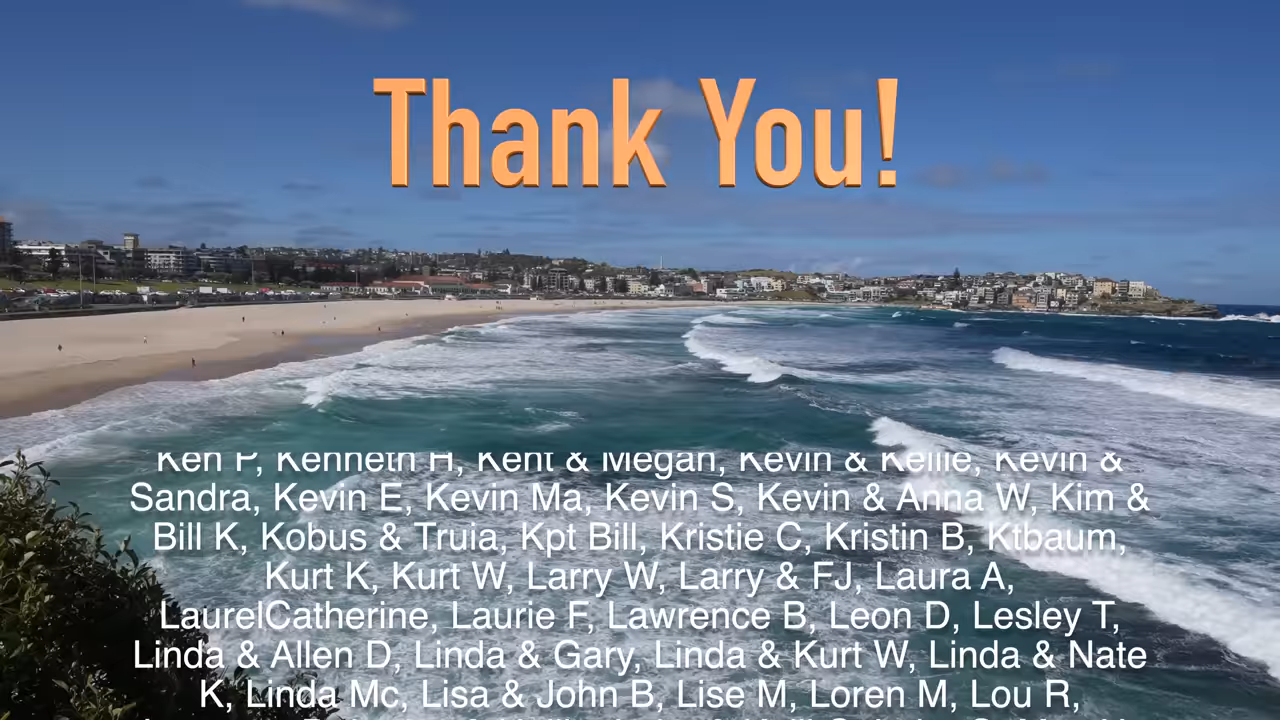 Thank You!
Ken P, Kenneth H, Kent & Megan, Kevin & Kellie, Kevin &
Sandra, Kevin E, Kevin Ma, Kevin S, Kevin & Anna W, Kim &
Bill K, Kobus & Truia, Kpt Bill, Kristie C, Kristin B, Ktbaum,
Kurt K, Kurt W, Larry W, Larry & FJ, Laura A,
LaurelCatherine, Laurie F, Lawrence B, Leon D, Lesley T,
Linda & Allen D, Linda & Gary, Linda & Kurt W, Linda & Nate
K, Linda Mc, Lisa & John B, Lise M, Loren M, Lou R,